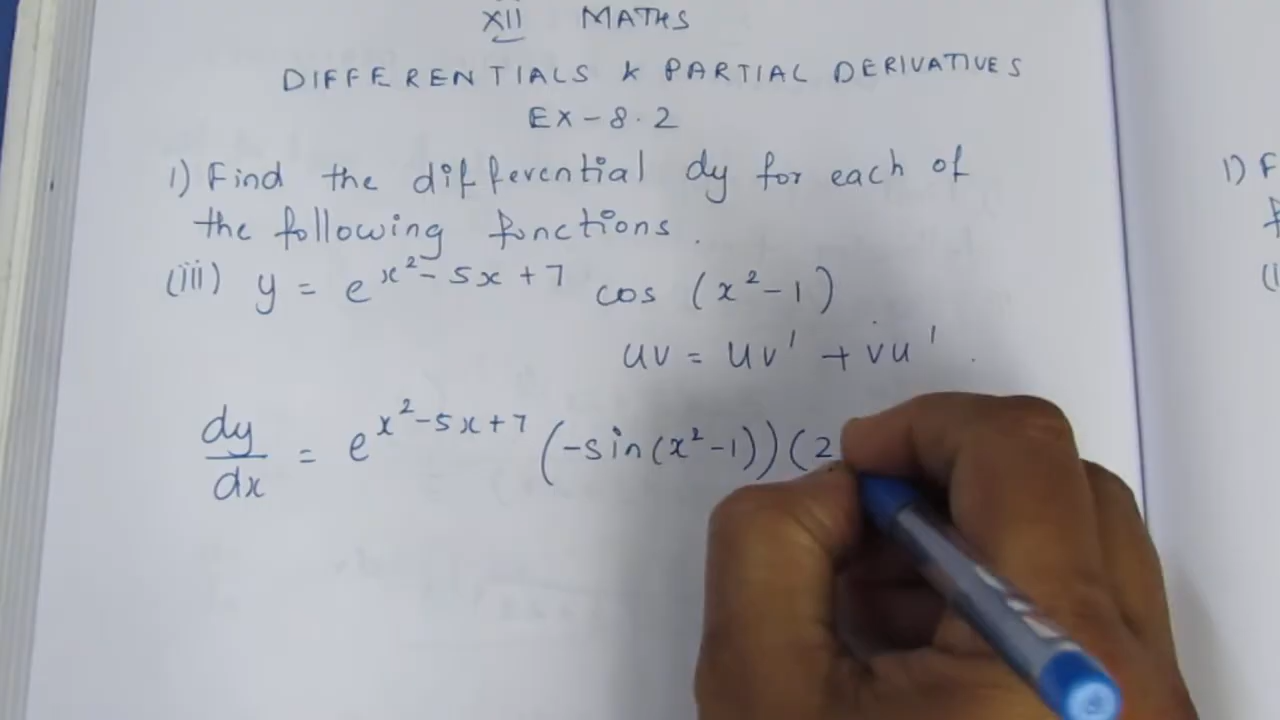 XII MATHS
DIFFERENTIALS & PARTIAL DERIVATIVES
EX - 8.2
1) Find the differential dy for each of
the following functions.
(iii) y = e^{x² - 5x + 7} cos (x² - 1)
uv = uv' + vu'.
dy/dx = e^{x² - 5x + 7} (-sin(x² - 1)) (2
1) F
(i